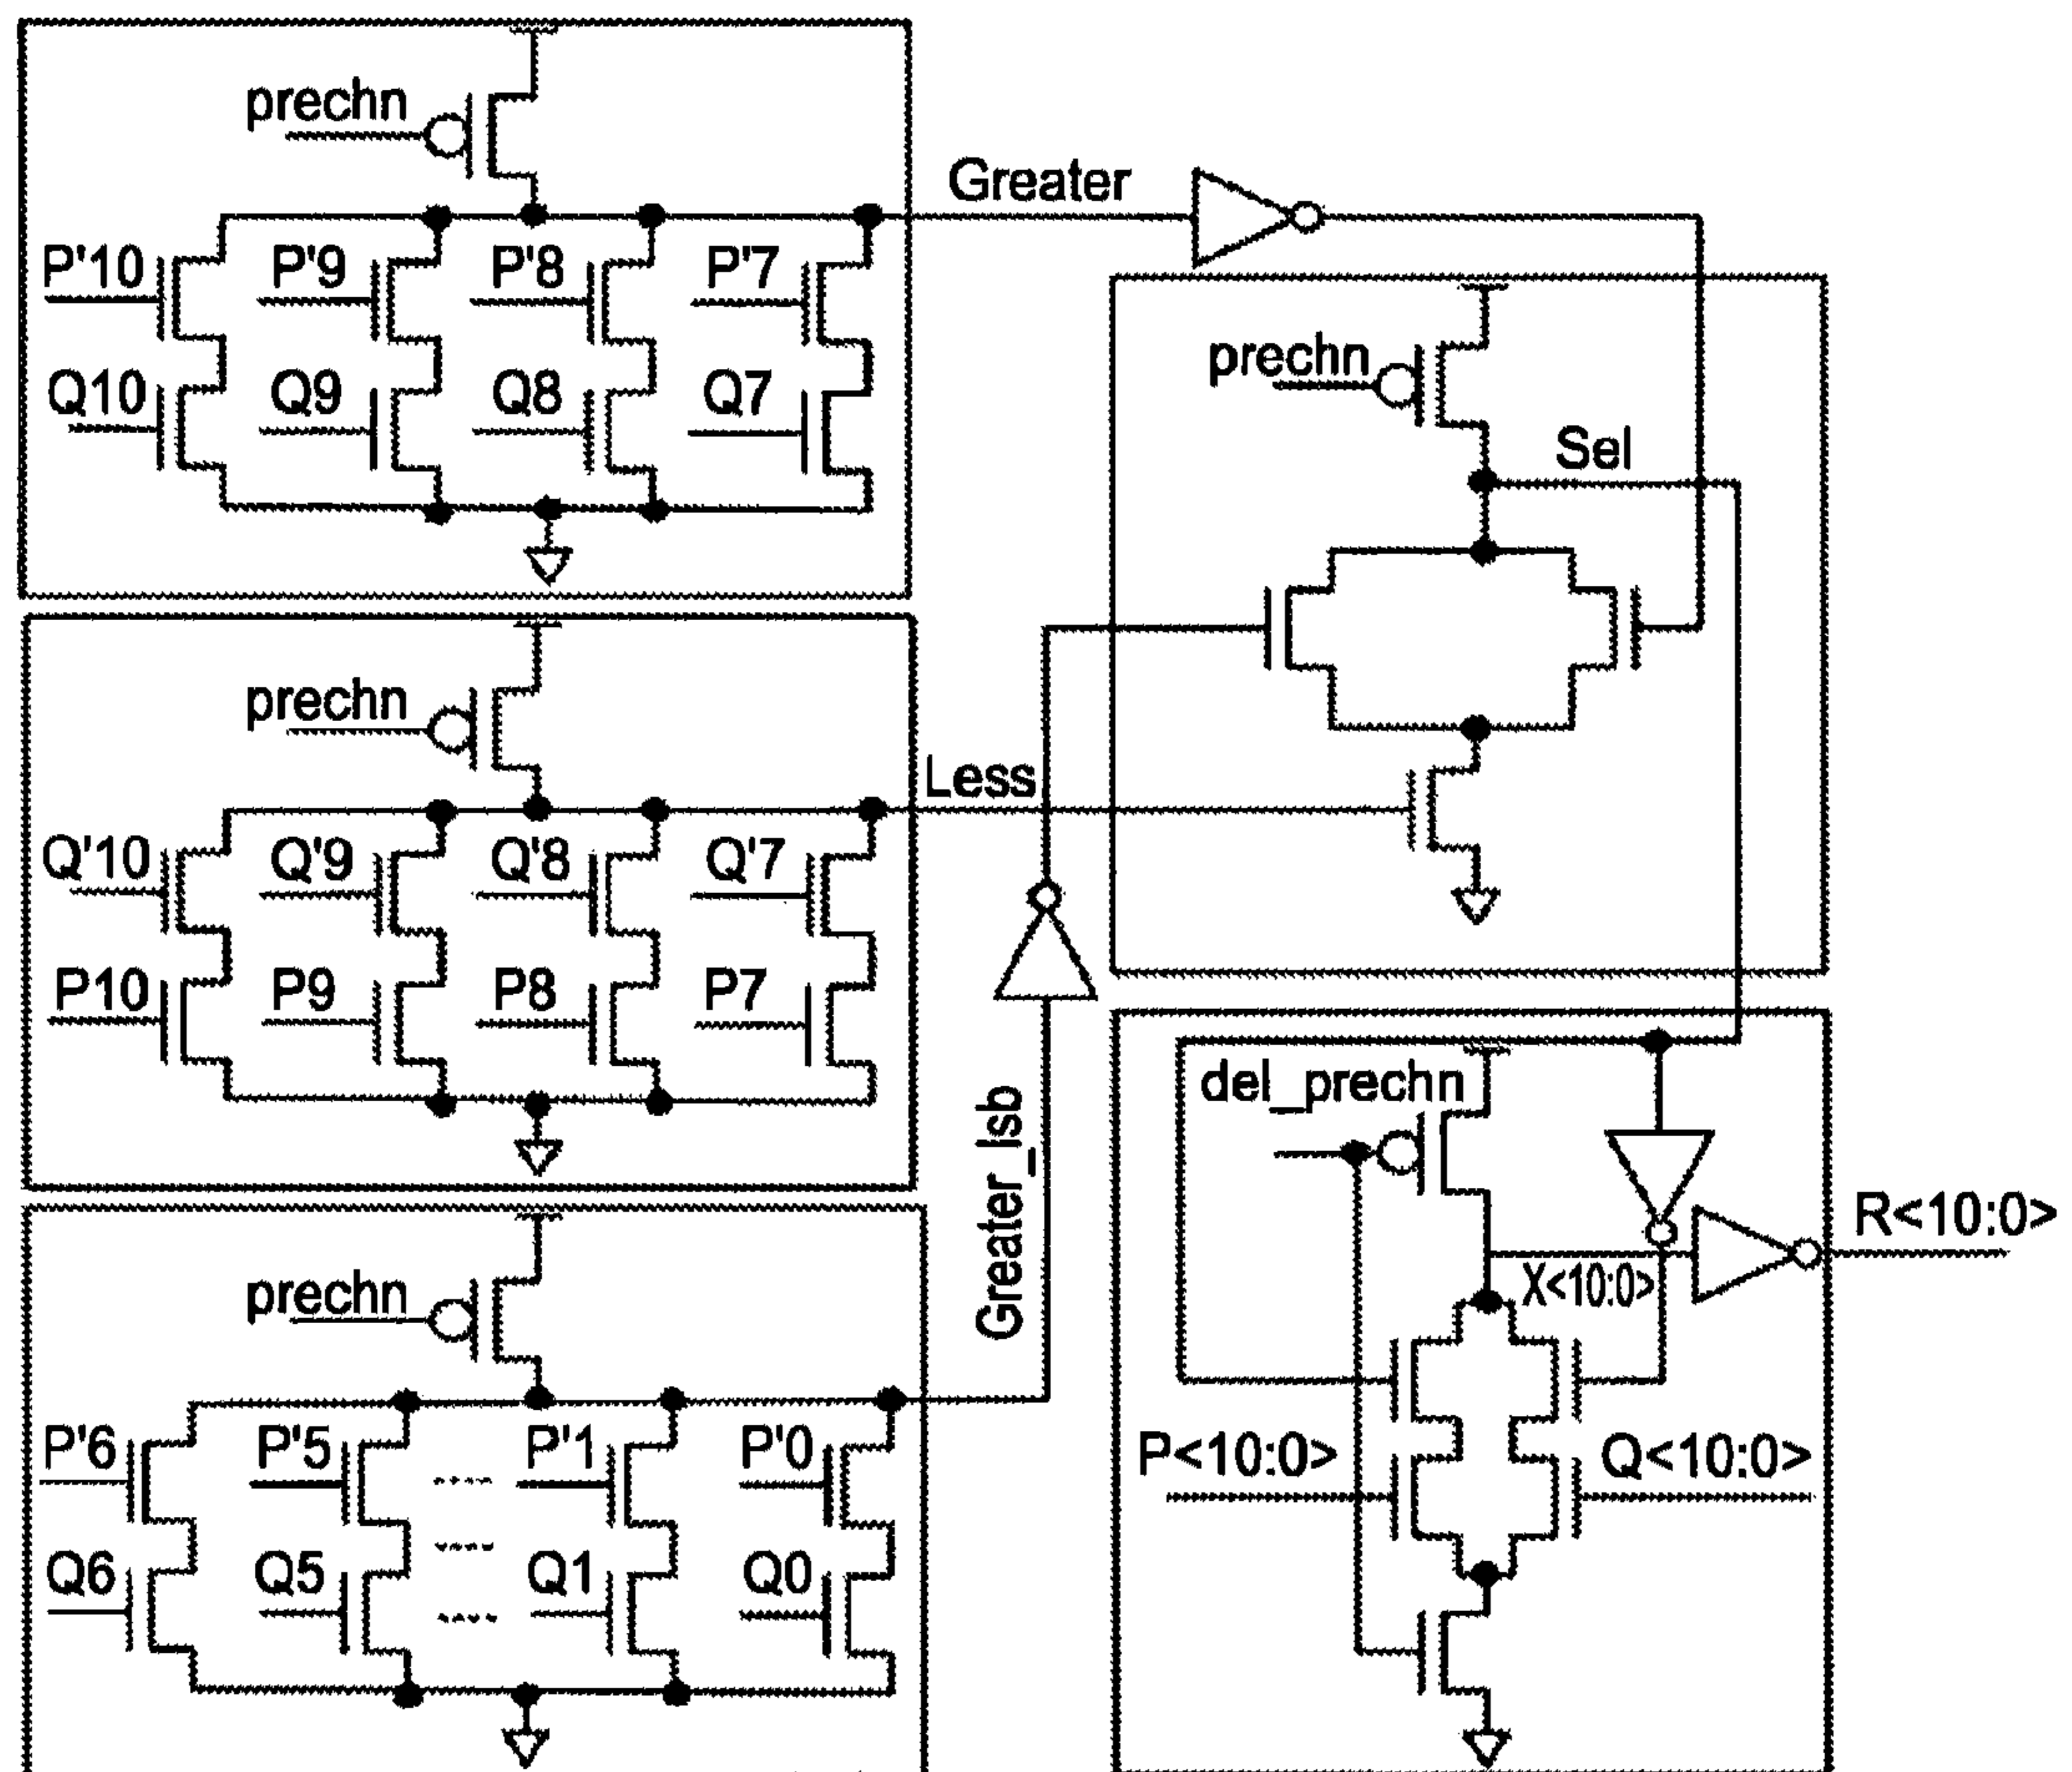 prechn
Greater
P'10 P'9 P'8 P'7
Q10 Q9 Q8 Q7
prechn
Sel
prechn
Less
Q'10 Q'9 Q'8 Q'7
P10 P9 P8 P7
Greater_lsb
del_prechn
R<10:0>
X<10:0>
prechn
P'6 P'5 .... P'1 P'0
....
Q6 Q5 .... Q1 Q0
P<10:0> Q<10:0>